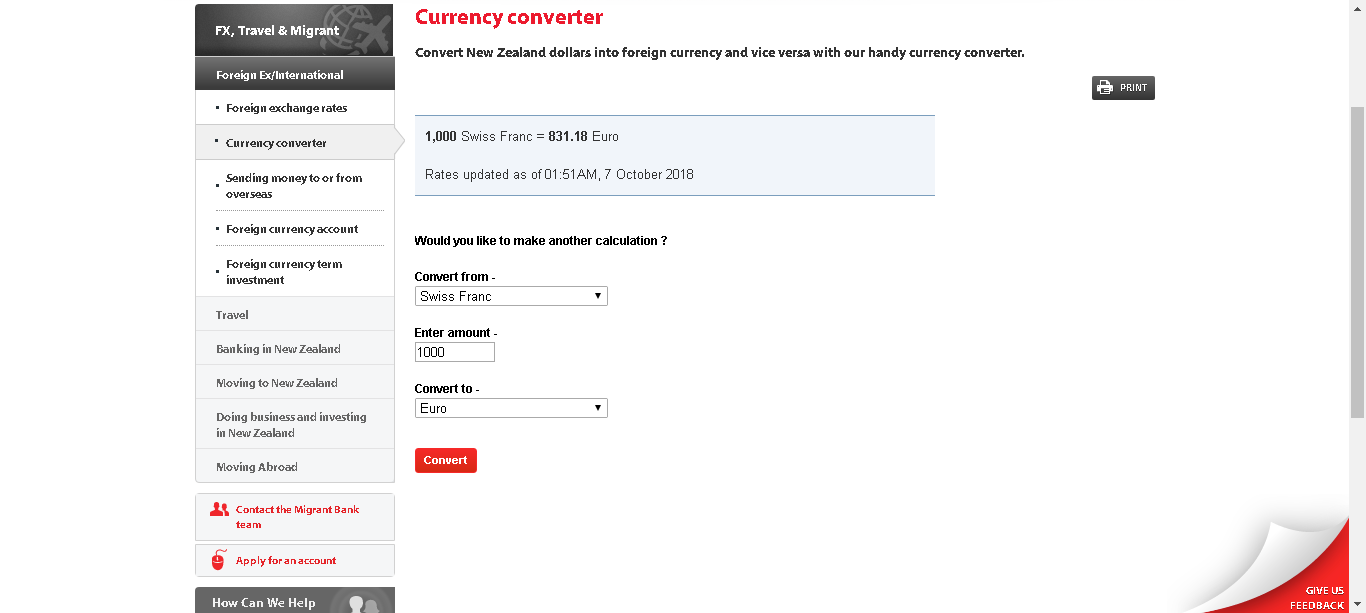 FX, Travel & Migrant
Foreign Ex/International
Foreign exchange rates
Currency converter
Sending money to or from
overseas
Foreign currency account
Foreign currency term
investment
Travel
Banking in New Zealand
Moving to New Zealand
Doing business and investing
in New Zealand
Moving Abroad
Contact the Migrant Bank
team
Apply for an account
How Can We Help
Currency converter
Convert New Zealand dollars into foreign currency and vice versa with our handy currency converter.
PRINT
1,000 Swiss Franc = 831.18 Euro
Rates updated as of 01:51AM, 7 October 2018
Would you like to make another calculation ?
Convert from -
Swiss Franc
Enter amount -
1000
Convert to -
Euro
Convert
GIVE US
FEEDBACK